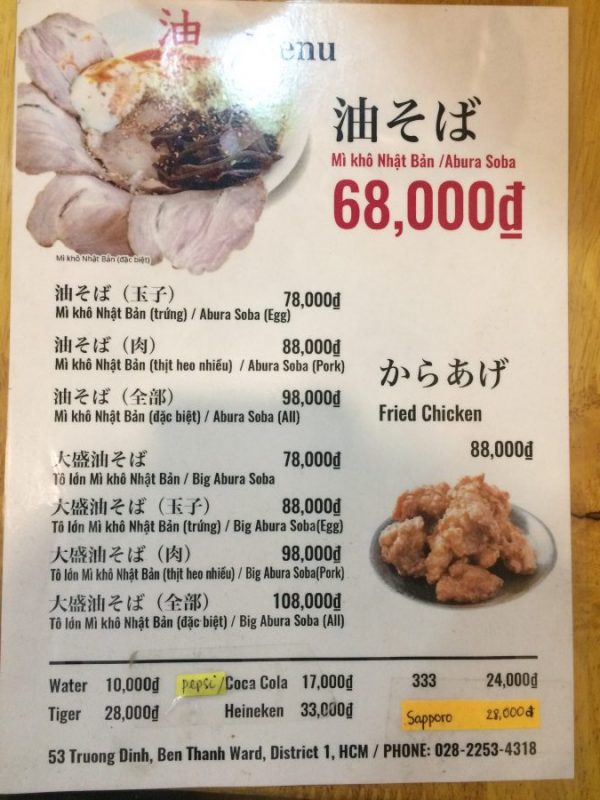 油
Menu
油そば
Mì khô Nhật Bản /Abura Soba
68,000₫
Mì khô Nhật Bản (đặc biệt)
油そば（玉子） 78,000₫
Mì khô Nhật Bản (trứng) / Abura Soba (Egg)
油そば（肉） 88,000₫
Mì khô Nhật Bản (thịt heo nhiều) / Abura Soba (Pork)
油そば（全部） 98,000₫
Mì khô Nhật Bản (đặc biệt) / Abura Soba (All)
からあげ
Fried Chicken
88,000₫
大盛油そば 78,000₫
Tô lớn Mì khô Nhật Bản / Big Abura Soba
大盛油そば（玉子） 88,000₫
Tô lớn Mì khô Nhật Bản (trứng) / Big Abura Soba(Egg)
大盛油そば（肉） 98,000₫
Tô lớn Mì khô Nhật Bản (thịt heo nhiều) / Big Abura Soba(Pork)
大盛油そば（全部） 108,000₫
Tô lớn Mì khô Nhật Bản (đặc biệt) / Big Abura Soba (All)
Water 10,000₫ pepsi/Coca Cola 17,000₫ 333 24,000₫
Tiger 28,000₫ Heineken 33,000₫ Sapporo 28,000₫
53 Truong Dinh, Ben Thanh Ward, District 1, HCM / PHONE: 028-2253-4318